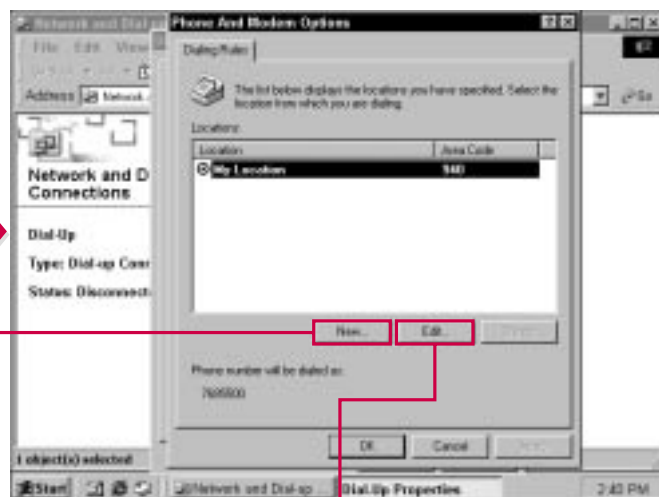 Network and Dial
Phone And Modem Options
File Edit View
Dialing Rules
Address Network
Go
The list below displays the locations you have specified. Select the
location from which you are dialing.
Locations:
Location Area Code
My Location 940
Network and D
Connections
Dial-Up
Type: Dial-up Conn
Status: Disconnect
New... Edit...
Phone number will be dialed as:
7685500
OK Cancel
1 object(s) selected
Start Network and Dial-up ... Dial-Up Properties 2:40 PM